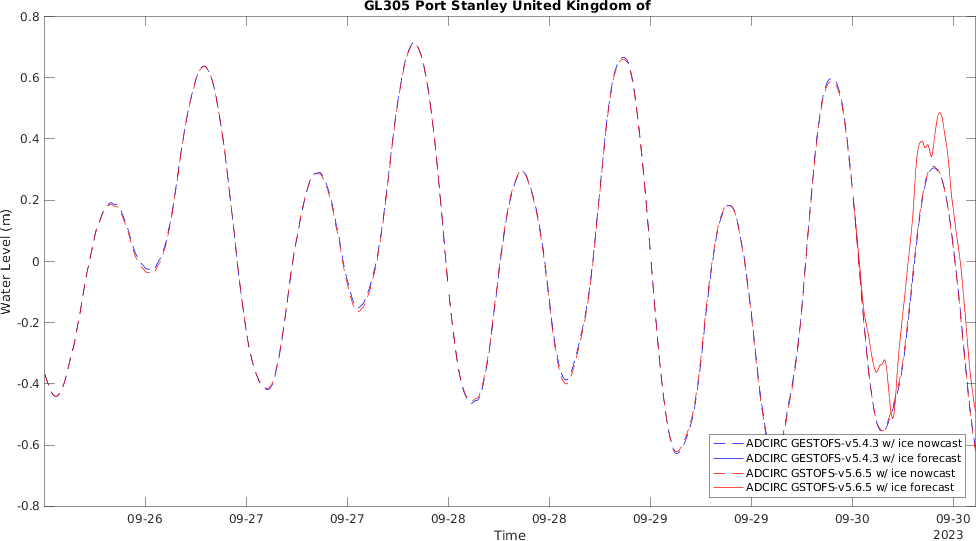 GL305 Port Stanley United Kingdom of
Water Level (m)
0.8
0.6
0.4
0.2
0
-0.2
-0.4
-0.6
-0.8
ADCIRC GESTOFS-v5.4.3 w/ ice nowcast
ADCIRC GESTOFS-v5.4.3 w/ ice forecast
ADCIRC GSTOFS-v5.6.5 w/ ice nowcast
ADCIRC GSTOFS-v5.6.5 w/ ice forecast
09-26 09-27 09-27 09-28 09-28 09-29 09-29 09-30 09-30
2023
Time